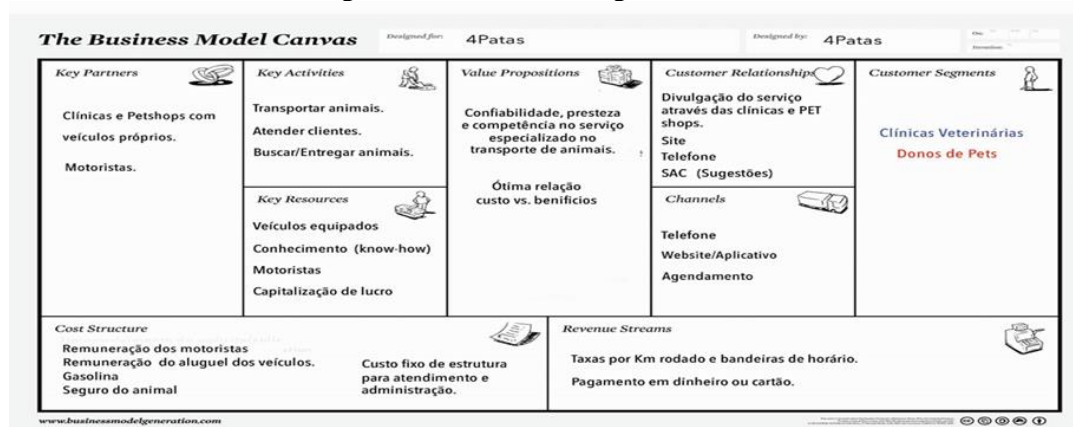 The Business Model Canvas
Designed for:
4Patas
Designed by:
4Patas
On:
Iteration:
Key Partners
Clínicas e Petshops com
veículos próprios.
Motoristas.
Key Activities
Transportar animais.
Atender clientes.
Buscar/Entregar animais.
Key Resources
Veículos equipados
Conhecimento (know-how)
Motoristas
Capitalização de lucro
Value Propositions
Confiabilidade, presteza
e competência no serviço
especializado no
transporte de animais.
Ótima relação
custo vs. benifícios
Customer Relationships
Divulgação do serviço
através das clínicas e PET
shops.
Site
Telefone
SAC (Sugestões)
Channels
Telefone
Website/Aplicativo
Agendamento
Customer Segments
Clínicas Veterinárias
Donos de Pets
Cost Structure
Remuneração dos motoristas
Remuneração do aluguel dos veículos.
Gasolina
Seguro do animal
Custo fixo de estrutura
para atendimento e
administração.
Revenue Streams
Taxas por Km rodado e bandeiras de horário.
Pagamento em dinheiro ou cartão.
www.businessmodelgeneration.com